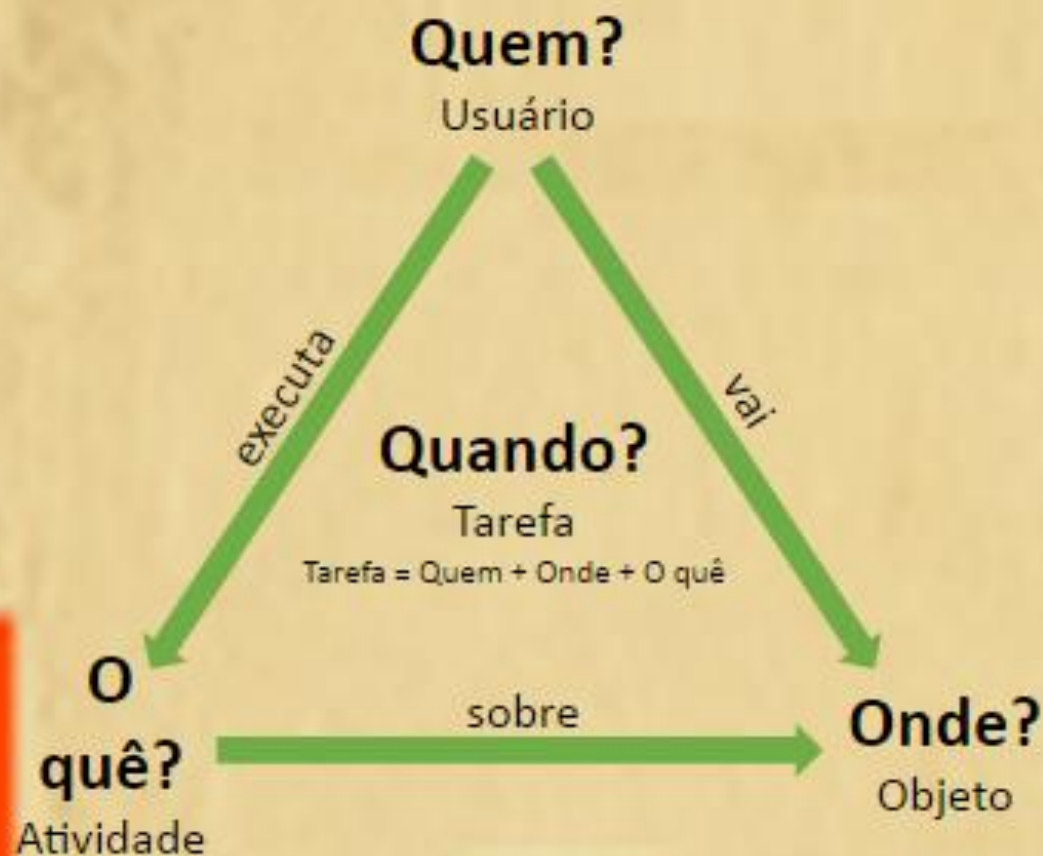 Quem?
Usuário
executa
vai
Quando?
Tarefa
Tarefa = Quem + Onde + O quê
O
quê?
Atividade
sobre
Onde?
Objeto